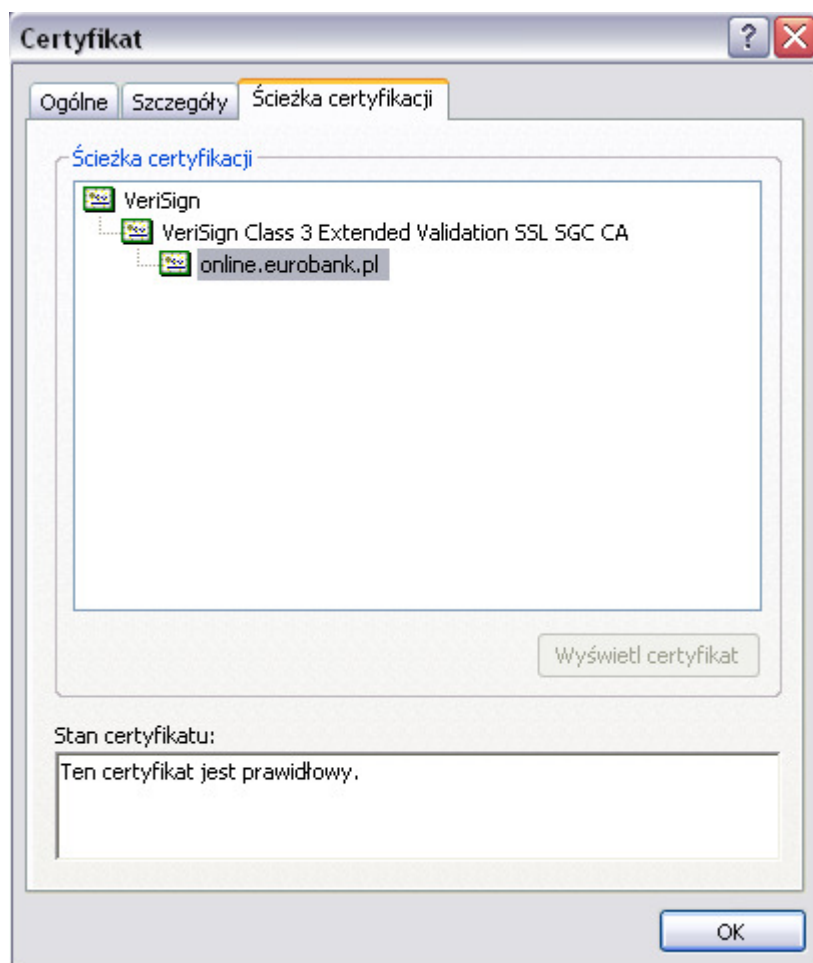 Certyfikat
Ogólne Szczegóły Ścieżka certyfikacji
Ścieżka certyfikacji
VeriSign
VeriSign Class 3 Extended Validation SSL SGC CA
online.eurobank.pl
Wyświetl certyfikat
Stan certyfikatu:
Ten certyfikat jest prawidłowy.
OK